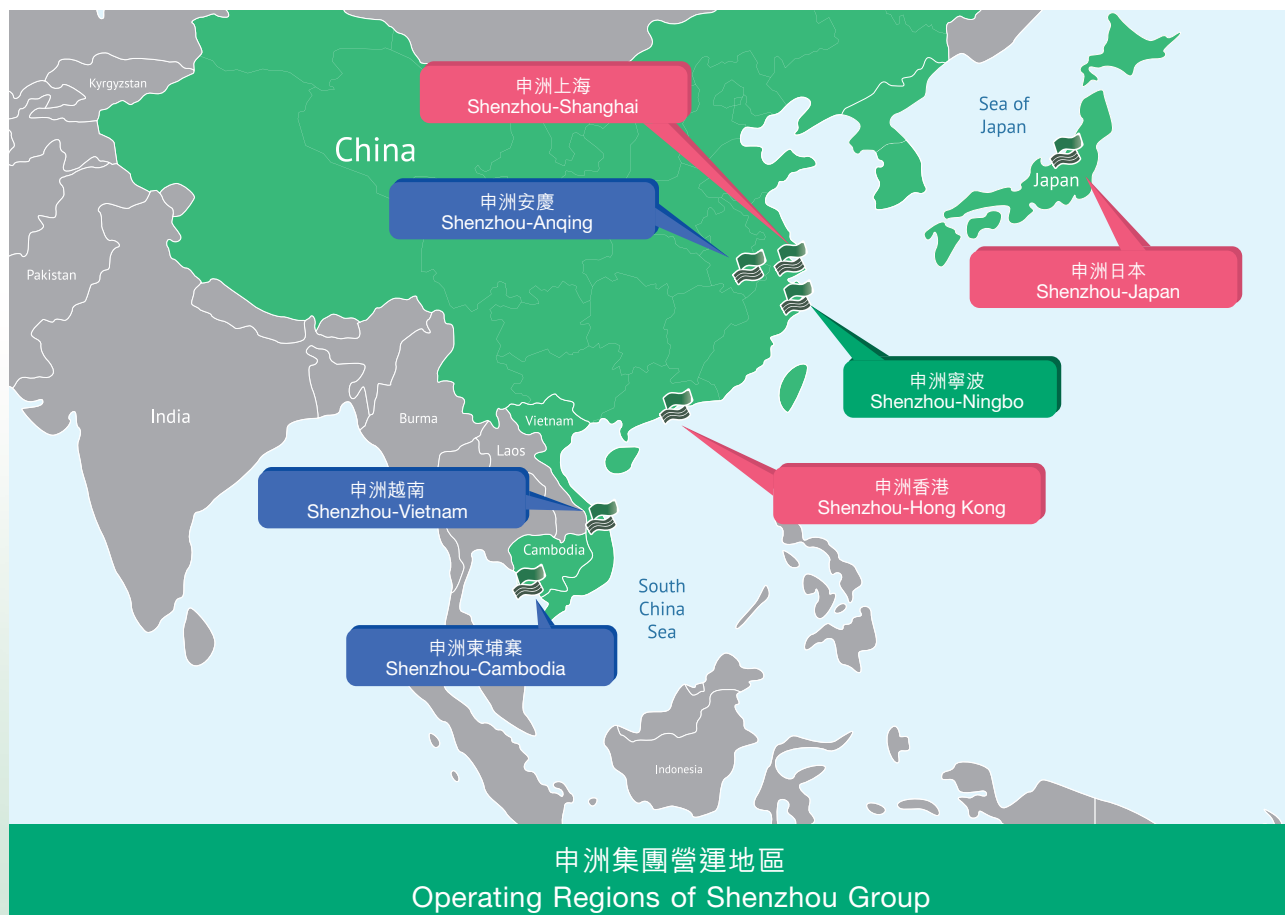 Kyrgyzstan
申洲上海
Shenzhou-Shanghai
Sea of
Japan
China
Japan
申洲安慶
Shenzhou-Anqing
Pakistan
申洲日本
Shenzhou-Japan
申洲寧波
Shenzhou-Ningbo
India
Burma
Vietnam
Laos
申洲越南
Shenzhou-Vietnam
申洲香港
Shenzhou-Hong Kong
Cambodia
South
China
Sea
申洲柬埔寨
Shenzhou-Cambodia
Indonesia
申洲集團營運地區
Operating Regions of Shenzhou Group